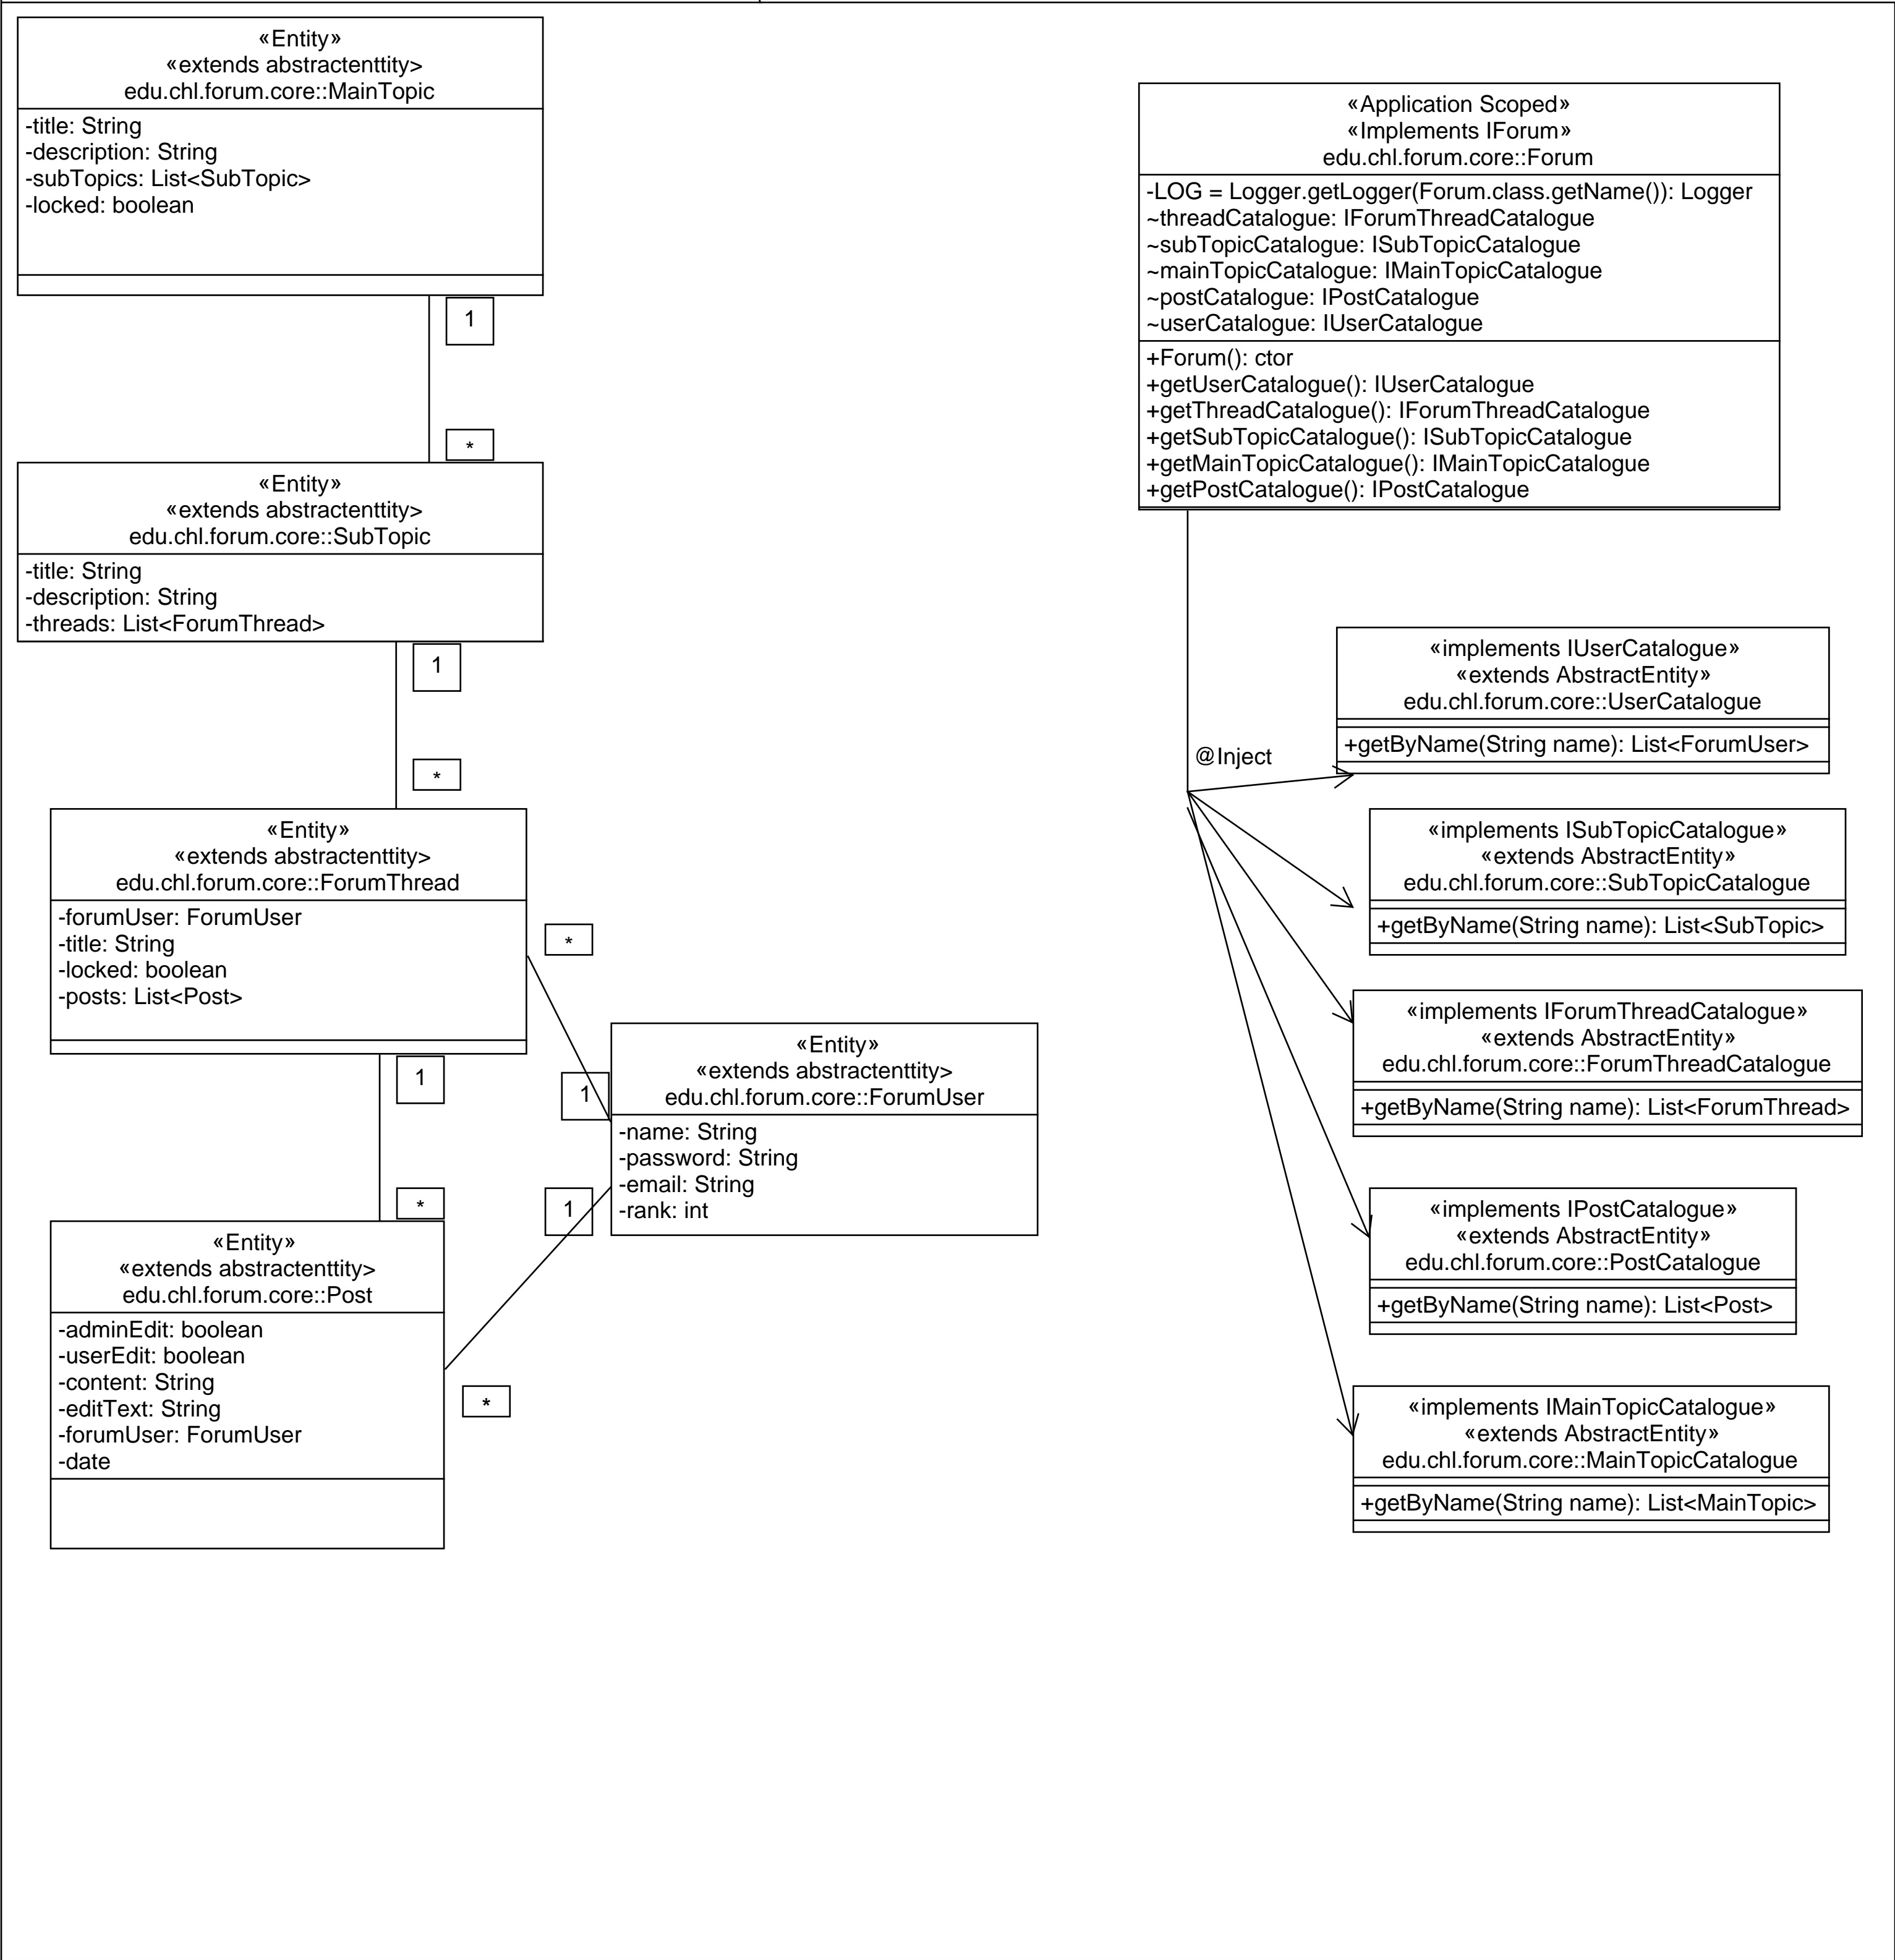 «Entity»
«extends abstractenttity>
edu.chl.forum.core::MainTopic
-title: String
-description: String
-subTopics: List<SubTopic>
-locked: boolean
1
*
«Entity»
«extends abstractenttity>
edu.chl.forum.core::SubTopic
-title: String
-description: String
-threads: List<ForumThread>
1
*
«Entity»
«extends abstractenttity>
edu.chl.forum.core::ForumThread
-forumUser: ForumUser
-title: String
-locked: boolean
-posts: List<Post>
*
1
1
*
1
*
«Entity»
«extends abstractenttity>
edu.chl.forum.core::ForumUser
-name: String
-password: String
-email: String
-rank: int
«Entity»
«extends abstractenttity>
edu.chl.forum.core::Post
-adminEdit: boolean
-userEdit: boolean
-content: String
-editText: String
-forumUser: ForumUser
-date
«Application Scoped»
«Implements IForum»
edu.chl.forum.core::Forum
-LOG = Logger.getLogger(Forum.class.getName()): Logger
~threadCatalogue: IForumThreadCatalogue
~subTopicCatalogue: ISubTopicCatalogue
~mainTopicCatalogue: IMainTopicCatalogue
~postCatalogue: IPostCatalogue
~userCatalogue: IUserCatalogue
+Forum(): ctor
+getUserCatalogue(): IUserCatalogue
+getThreadCatalogue(): IForumThreadCatalogue
+getSubTopicCatalogue(): ISubTopicCatalogue
+getMainTopicCatalogue(): IMainTopicCatalogue
+getPostCatalogue(): IPostCatalogue
@Inject
«implements IUserCatalogue»
«extends AbstractEntity»
edu.chl.forum.core::UserCatalogue
+getByName(String name): List<ForumUser>
«implements ISubTopicCatalogue»
«extends AbstractEntity»
edu.chl.forum.core::SubTopicCatalogue
+getByName(String name): List<SubTopic>
«implements IForumThreadCatalogue»
«extends AbstractEntity»
edu.chl.forum.core::ForumThreadCatalogue
+getByName(String name): List<ForumThread>
«implements IPostCatalogue»
«extends AbstractEntity»
edu.chl.forum.core::PostCatalogue
+getByName(String name): List<Post>
«implements IMainTopicCatalogue»
«extends AbstractEntity»
edu.chl.forum.core::MainTopicCatalogue
+getByName(String name): List<MainTopic>